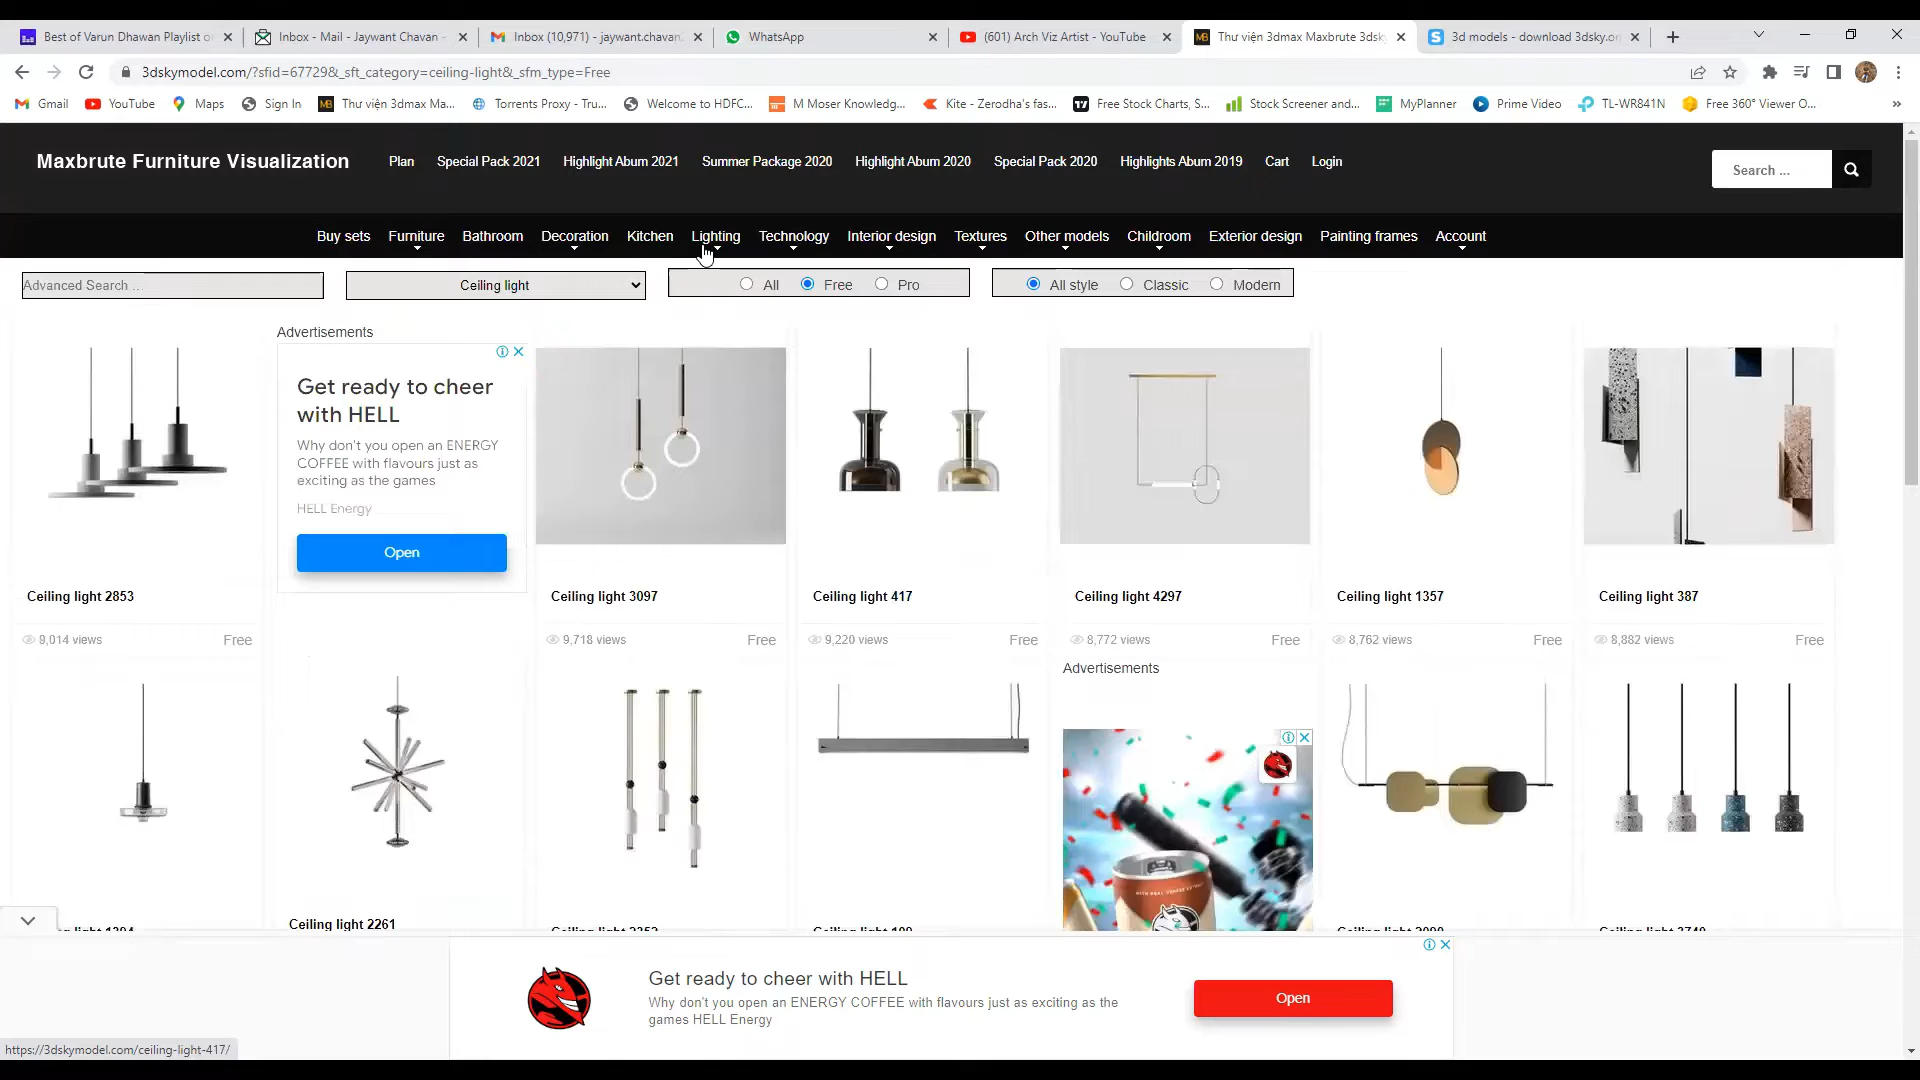 Best of Varun Dhawan Playlist o
Inbox - Mail - Jaywant Chavan -
Inbox (10,971) - jaywant.chavan.
WhatsApp
(601) Arch Viz Artist - YouTube
Thư viện 3dmax Maxbrute 3dsk
3d models - download 3dsky.or
3dskymodel.com/?sfid=67729&_sft_category=ceiling-light&_sfm_type=Free
Gmail
YouTube
Maps
Sign In
Thư viện 3dmax Ma...
Torrents Proxy - Tru...
Welcome to HDFC...
M Moser Knowledg...
Kite - Zerodha's fas...
Free Stock Charts, S...
Stock Screener and...
MyPlanner
Prime Video
TL-WR841N
Free 360° Viewer O...
Maxbrute Furniture Visualization
Plan
Special Pack 2021
Highlight Abum 2021
Summer Package 2020
Highlight Abum 2020
Special Pack 2020
Highlights Abum 2019
Cart
Login
Search ...
Buy sets
Furniture
Bathroom
Decoration
Kitchen
Lighting
Technology
Interior design
Textures
Other models
Childroom
Exterior design
Painting frames
Account
Advanced Search ...
Ceiling light
All
Free
Pro
All style
Classic
Modern
Advertisements
Get ready to cheer
with HELL
Why don't you open an ENERGY
COFFEE with flavours just as
exciting as the games
HELL Energy
Open
Ceiling light 2853
Ceiling light 3097
Ceiling light 417
Ceiling light 4297
Ceiling light 1357
Ceiling light 387
9,014 views
Free
9,718 views
Free
9,220 views
Free
8,772 views
Free
8,762 views
Free
8,882 views
Free
Advertisements
Ceiling light 2261
Get ready to cheer with HELL
Why don't you open an ENERGY COFFEE with flavours just as exciting as the
games HELL Energy
Open
https://3dskymodel.com/ceiling-light-417/